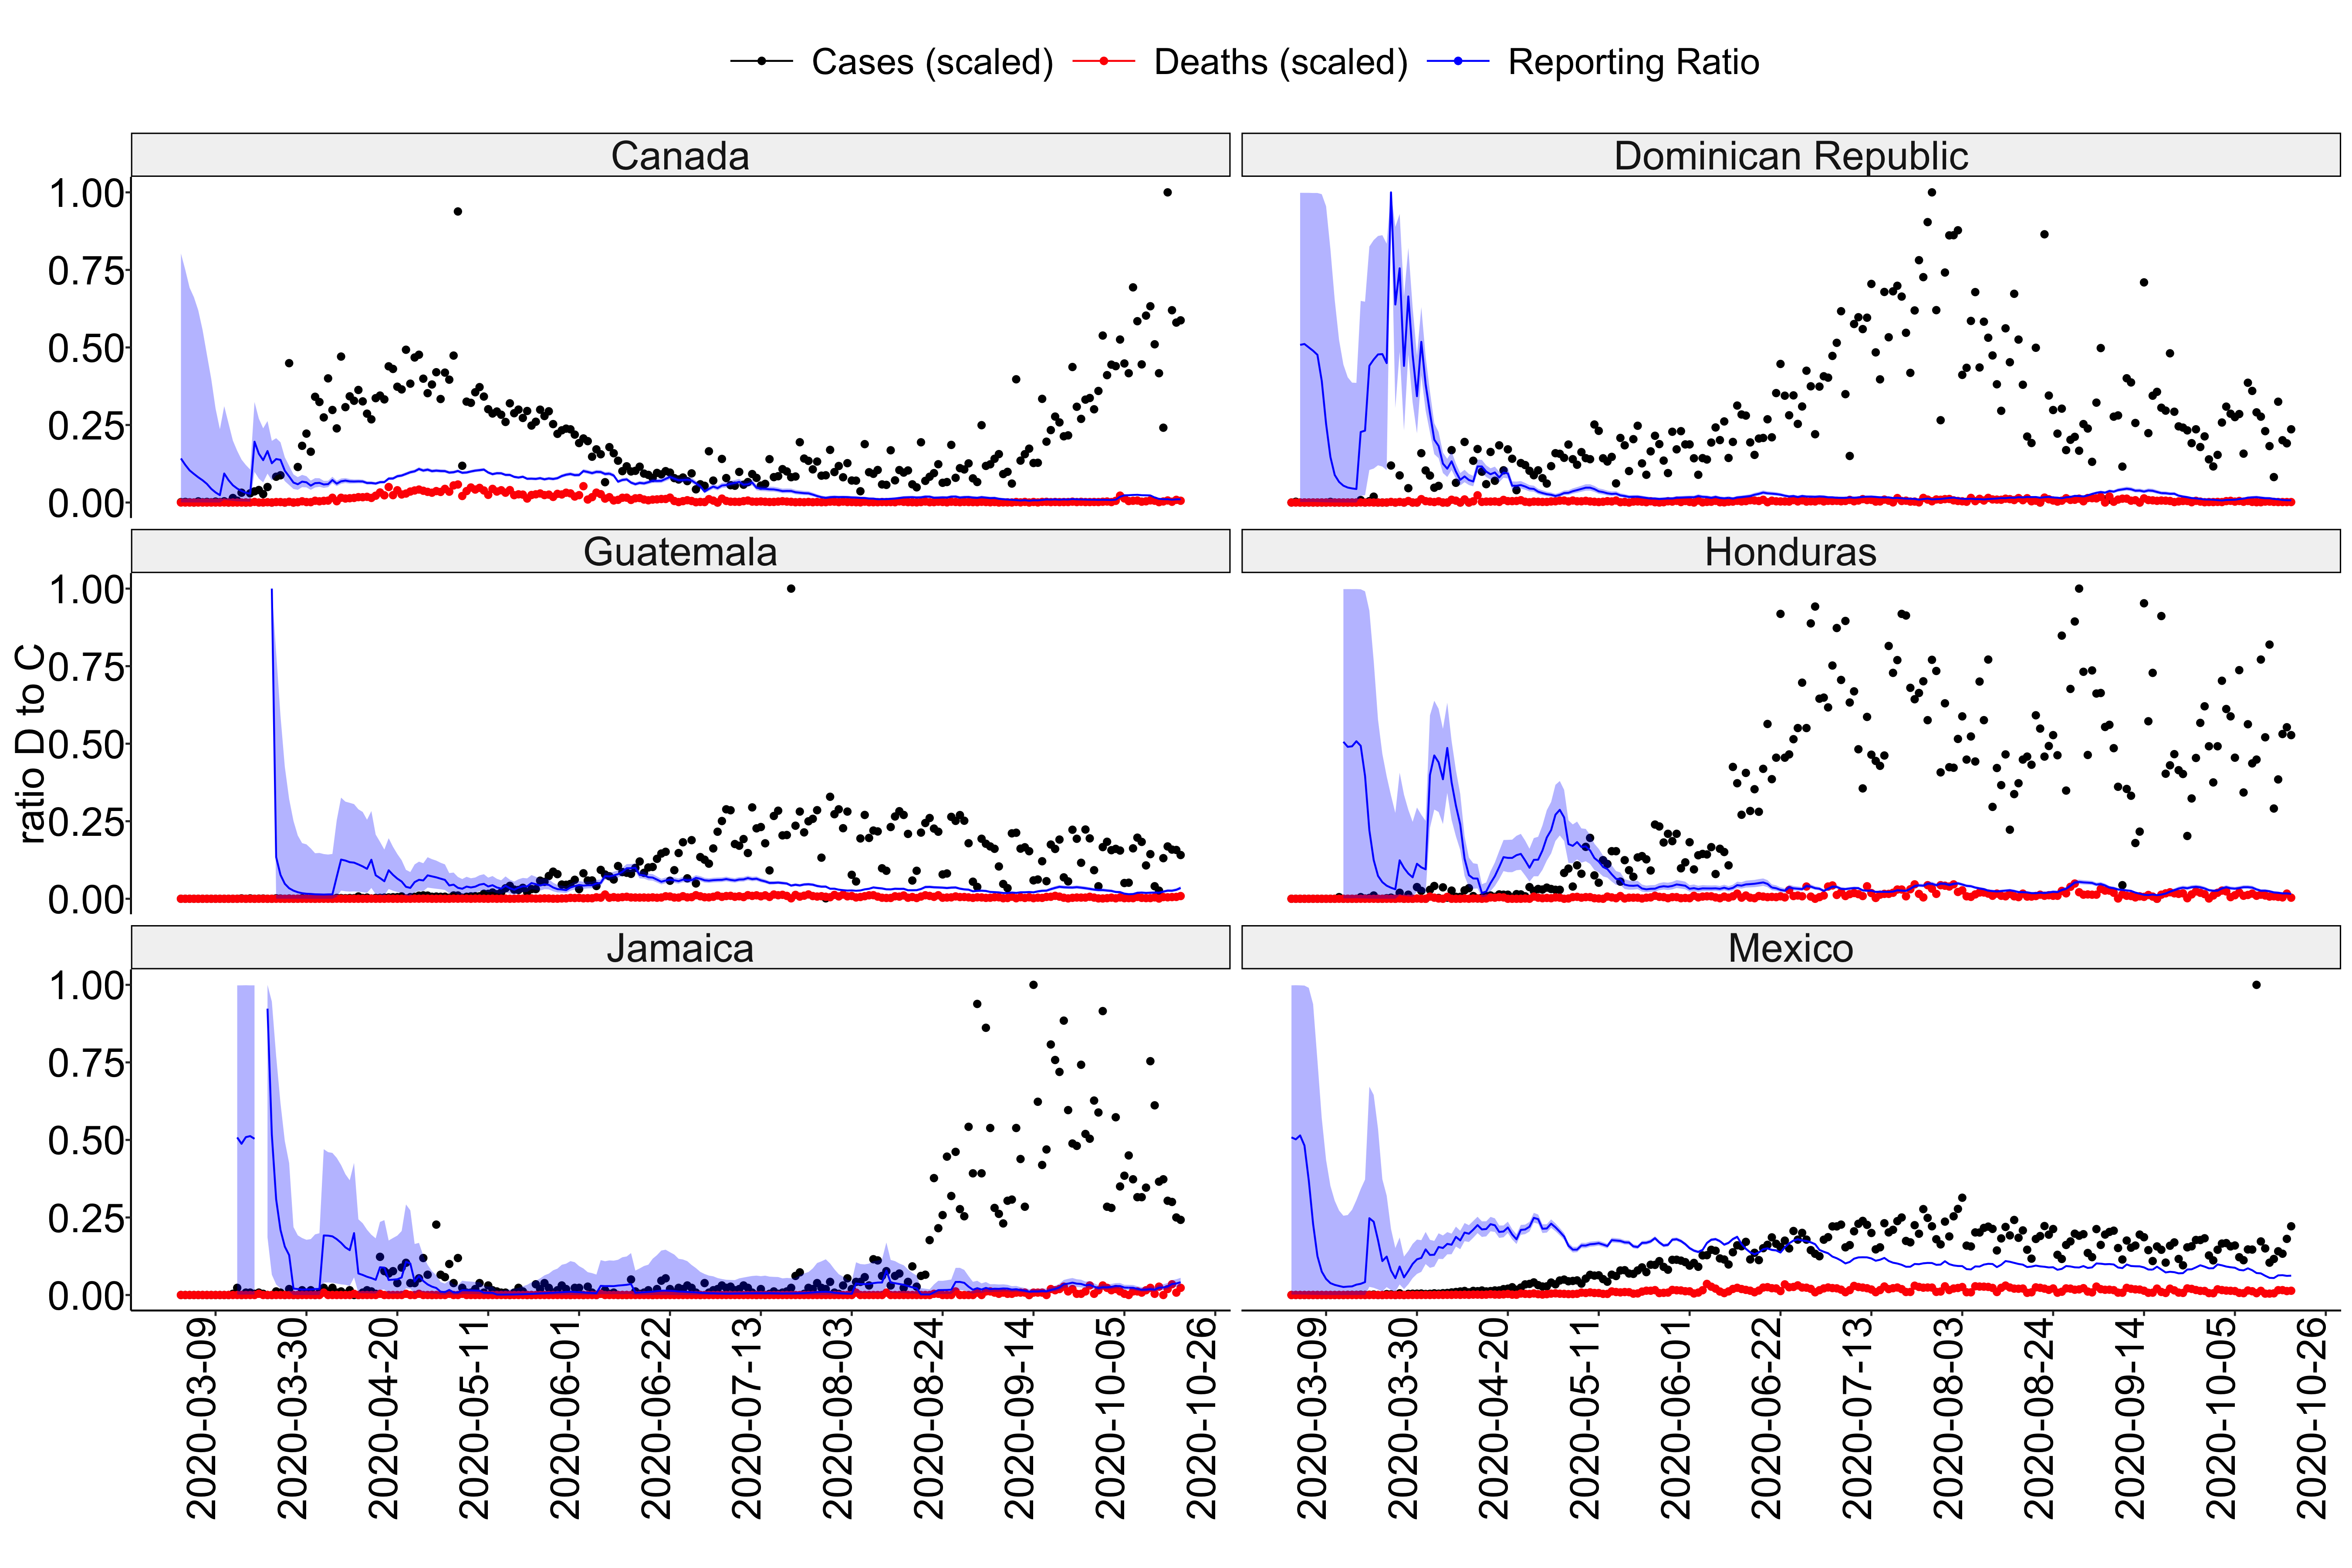 Cases (scaled) Deaths (scaled) Reporting Ratio
Canada Dominican Republic
1.00
0.75
0.50
0.25
0.00
Guatemala Honduras
1.00
0.75
0.50
0.25
0.00
ratio D to C
Jamaica Mexico
1.00
0.75
0.50
0.25
0.00
2020-03-09 2020-03-30 2020-04-20 2020-05-11 2020-06-01 2020-06-22 2020-07-13 2020-08-03 2020-08-24 2020-09-14 2020-10-05 2020-10-26
2020-03-09 2020-03-30 2020-04-20 2020-05-11 2020-06-01 2020-06-22 2020-07-13 2020-08-03 2020-08-24 2020-09-14 2020-10-05 2020-10-26